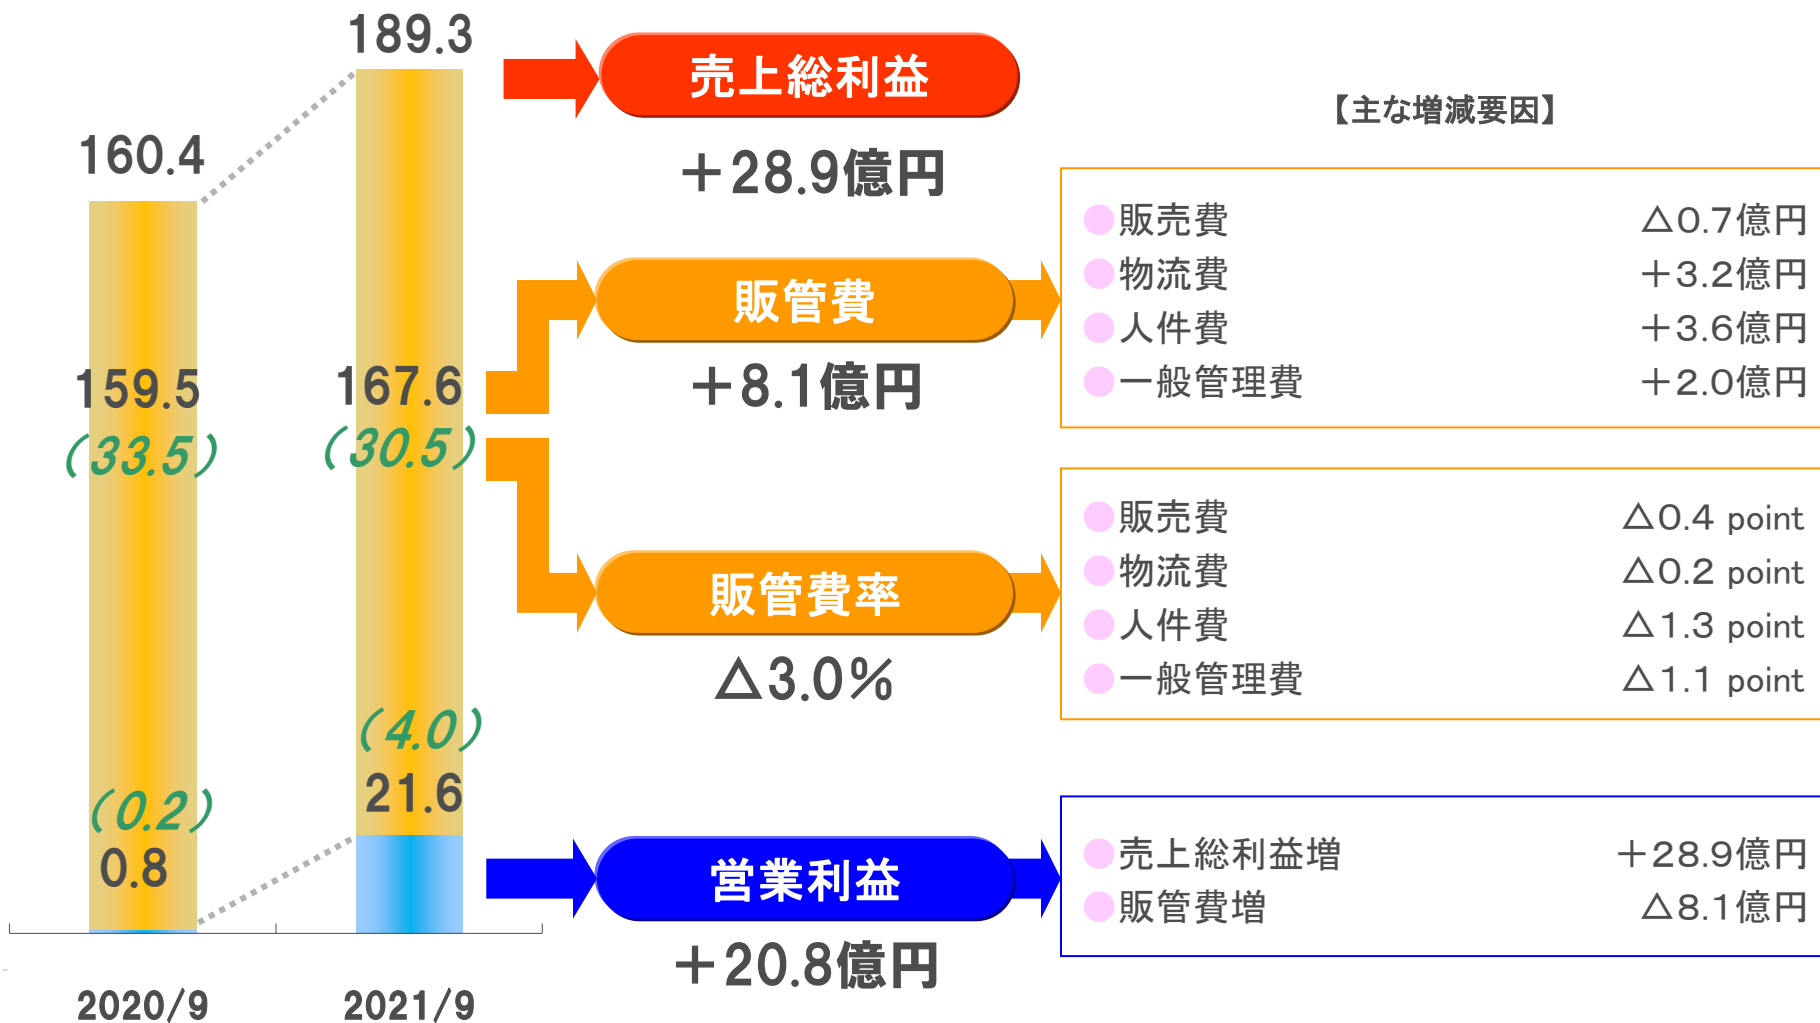 189.3
160.4
159.5
(33.5)
167.6
(30.5)
(4.0)
21.6
(0.2)
0.8
2020/9
2021/9
売上総利益
＋28.9億円
販管費
＋8.1億円
販管費率
△3.0％
営業利益
＋20.8億円
【主な増減要因】
販売費 △0.7億円
物流費 ＋3.2億円
人件費 ＋3.6億円
一般管理費 ＋2.0億円
販売費 △0.4 point
物流費 △0.2 point
人件費 △1.3 point
一般管理費 △1.1 point
売上総利益増 ＋28.9億円
販管費増 △8.1億円